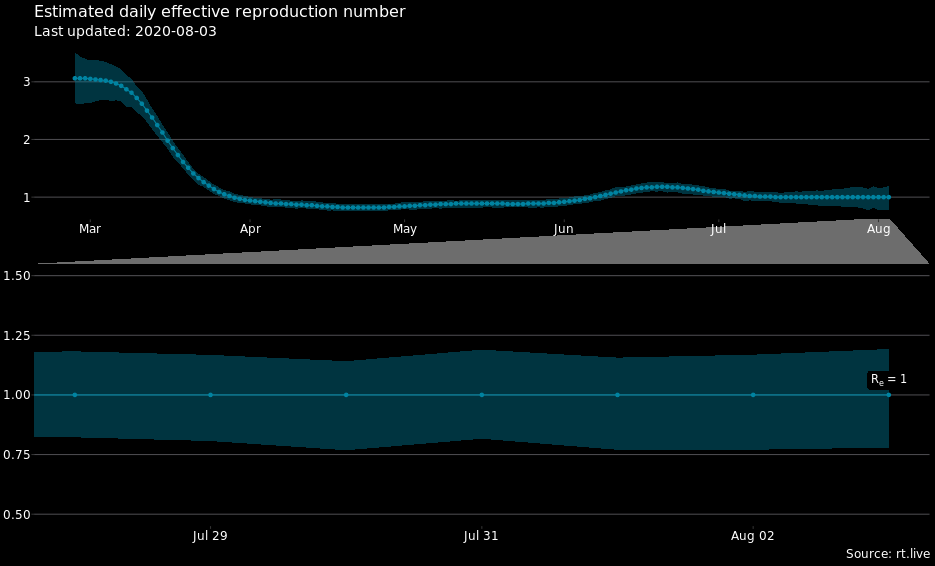 Estimated daily effective reproduction number
Last updated: 2020-08-03
3
2
1
Mar Apr May Jun Jul Aug
1.50
1.25
1.00
0.75
0.50
Re = 1
Jul 29 Jul 31 Aug 02
Source: rt.live